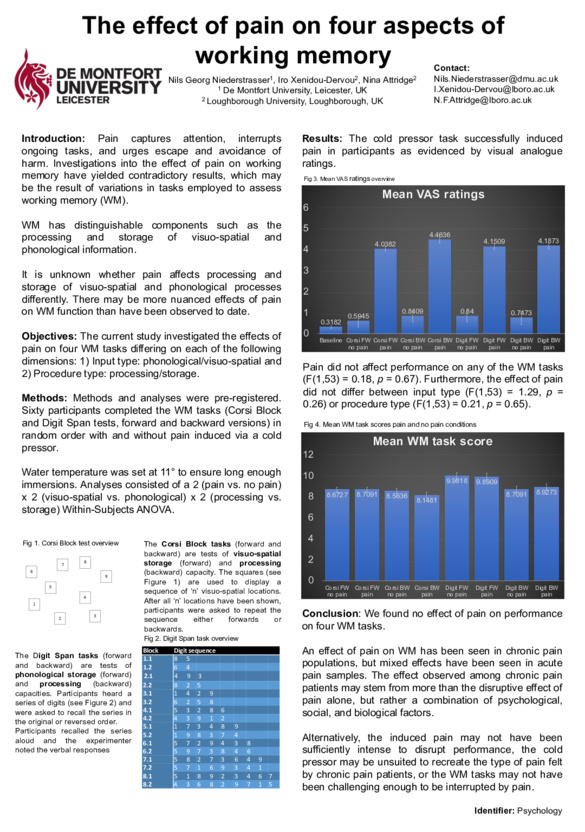 The effect of pain on four aspects of
working memory
DE MONTFORT
UNIVERSITY
LEICESTER
Nils Georg Niederstrasser¹, Iro Xenidou-Dervou², Nina Attridge²
¹ De Montfort University, Leicester, UK
² Loughborough University, Loughborough, UK
Contact:
Nils.Niederstrasser@dmu.ac.uk
I.Xenidou-Dervou@lboro.ac.uk
N.F.Attridge@lboro.ac.uk
Introduction: Pain captures attention, interrupts
ongoing tasks, and urges escape and avoidance of
harm. Investigations into the effect of pain on working
memory have yielded contradictory results, which may
be the result of variations in tasks employed to assess
working memory (WM).
WM has distinguishable components such as the
processing and storage of visuo-spatial and
phonological information.
It is unknown whether pain affects processing and
storage of visuo-spatial and phonological processes
differently. There may be more nuanced effects of pain
on WM function than have been observed to date.
Objectives: The current study investigated the effects of
pain on four WM tasks differing on each of the following
dimensions: 1) Input type: phonological/visuo-spatial and
2) Procedure type: processing/storage.
Methods: Methods and analyses were pre-registered.
Sixty participants completed the WM tasks (Corsi Block
and Digit Span tests, forward and backward versions) in
random order with and without pain induced via a cold
pressor.
Water temperature was set at 11° to ensure long enough
immersions. Analyses consisted of a 2 (pain vs. no pain)
x 2 (visuo-spatial vs. phonological) x 2 (processing vs.
storage) Within-Subjects ANOVA.
Fig 1. Corsi Block test overview
The Corsi Block tasks (forward and
backward) are tests of visuo-spatial
storage (forward) and processing
(backward) capacity. The squares (see
Figure 1) are used to display a
sequence of 'n' visuo-spatial locations.
After all 'n' locations have been shown,
participants were asked to repeat the
sequence either forwards or
backwards.
The Digit Span tasks (forward
and backward) are tests of
phonological storage (forward)
and processing (backward)
capacities. Participants heard a
series of digits (see Figure 2) and
were asked to recall the series in
the original or reversed order.
Participants recalled the series
aloud and the experimenter
noted the verbal responses
Fig 2. Digit Span task overview
Block Digit sequence
1.1
1.2 6 4
2.1 4 9 3
2.2 8 2 5
3.1 1 4 2 9
3.2 6 2 5 8
4.1 5 3 2 8 6
4.2 4 3 9 1 2
5.1 1 7 3 4 8 9
5.2 1 9 8 3 7 4
6.1 5 7 2 9 4 3 8
6.2 5 9 7 3 8 4 6
7.1 5 8 2 7 3 6 4 9
7.2 5 7 1 6 9 3 4 1
8.1 5 1 8 9 2 3 4 6 7
8.2 4 3 6 8 2 9 7 1 5
Results: The cold pressor task successfully induced
pain in participants as evidenced by visual analogue
ratings.
Fig 3. Mean VAS ratings overview
Mean VAS ratings
6
5
4
3
2
1
0
0.3182 0.5945 4.0382 0.8409 4.4636 0.84 4.1509 0.7473 4.1873
Baseline Corsi FW Corsi FW Corsi BW Corsi BW Digit FW Digit FW Digit BW Digit BW
no pain pain no pain pain no pain pain no pain pain
Pain did not affect performance on any of the WM tasks
(F(1,53) = 0.18, p = 0.67). Furthermore, the effect of pain
did not differ between input type (F(1,53) = 1.29, p =
0.26) or procedure type (F(1,53) = 0.21, p = 0.65).
Fig 4. Mean WM task scores pain and no pain conditions
Mean WM task score
12
10
8
6
4
2
0
8.6727 8.7091 8.5636 8.1481 9.9818 9.8909 8.7091 8.9273
Corsi FW Corsi FW Corsi BW Corsi BW Digit FW Digit FW Digit BW Digit BW
no pain pain no pain pain no pain pain no pain pain
Conclusion: We found no effect of pain on performance
on four WM tasks.
An effect of pain on WM has been seen in chronic pain
populations, but mixed effects have been seen in acute
pain samples. The effect observed among chronic pain
patients may stem from more than the disruptive effect of
pain alone, but rather a combination of psychological,
social, and biological factors.
Alternatively, the induced pain may not have been
sufficiently intense to disrupt performance, the cold
pressor may be unsuited to recreate the type of pain felt
by chronic pain patients, or the WM tasks may not have
been challenging enough to be interrupted by pain.
Identifier: Psychology